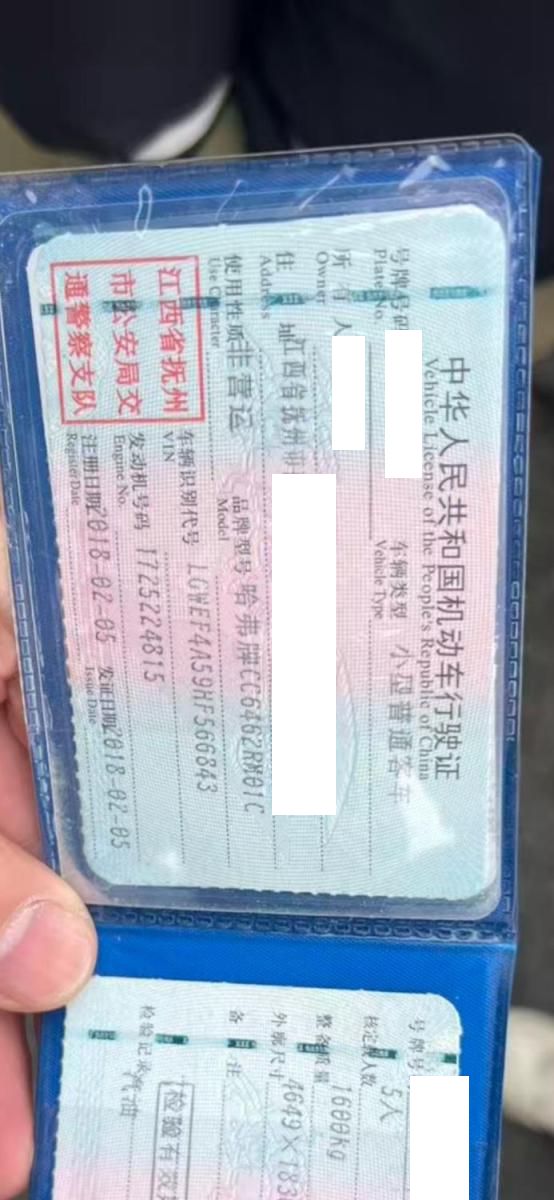 中华人民共和国机动车行驶证
Vehicle License of the People's Republic of China
号牌号码
Plate No.
车辆类型 小型普通客车
Vehicle Type
所有人
Owner
住址 江西省抚州市
Address
使用性质 非营运
Use Character
品牌型号 哈弗牌CC6462RM01C
Model
江西省抚州
市公安局交
通警察支队
车辆识别代号 LGWEF4A59HF566843
VIN
发动机号码 1725224815
Engine No.
注册日期 2018-02-05
Register Date
发证日期 2018-02-05
Issue Date
号牌号
核定载人数 5人
整备质量 1600kg
外廓尺寸 4649×183
备注
检验有效
检验记录 汽油